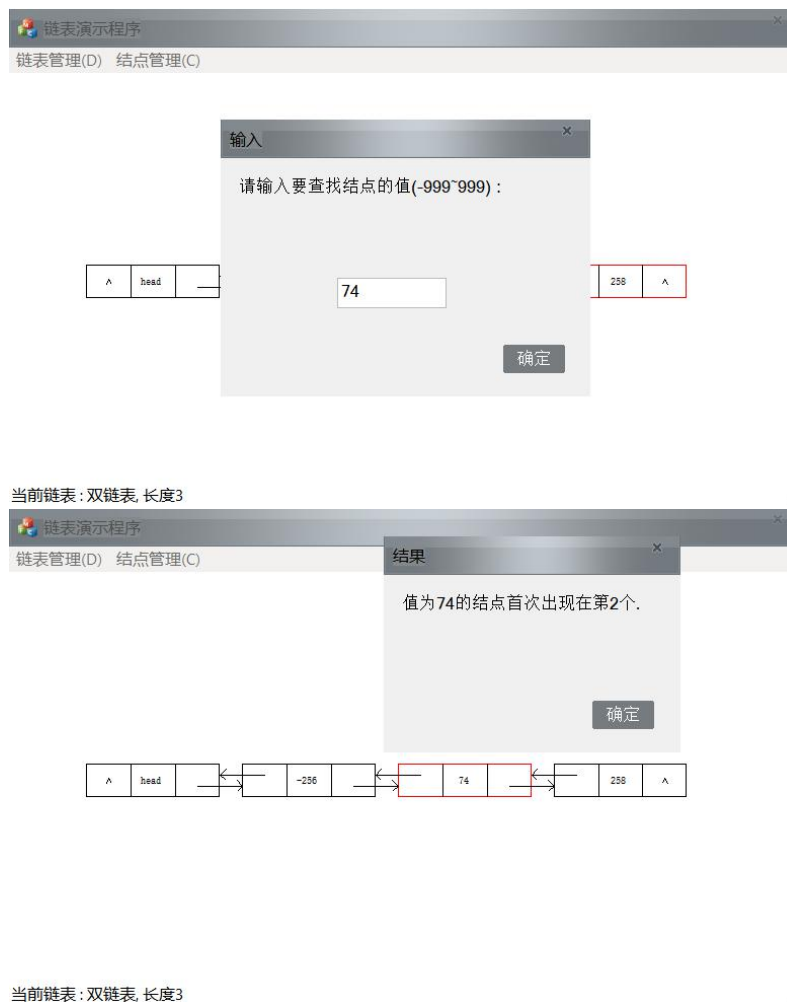 链表演示程序
链表管理(D) 结点管理(C)
输入
请输入要查找结点的值(-999~999) :
^ head 258 ^
74
确定
当前链表 : 双链表, 长度3
链表演示程序
链表管理(D) 结点管理(C)
结果
值为74的结点首次出现在第2个.
确定
^ head -256 74 258 ^
当前链表 : 双链表, 长度3